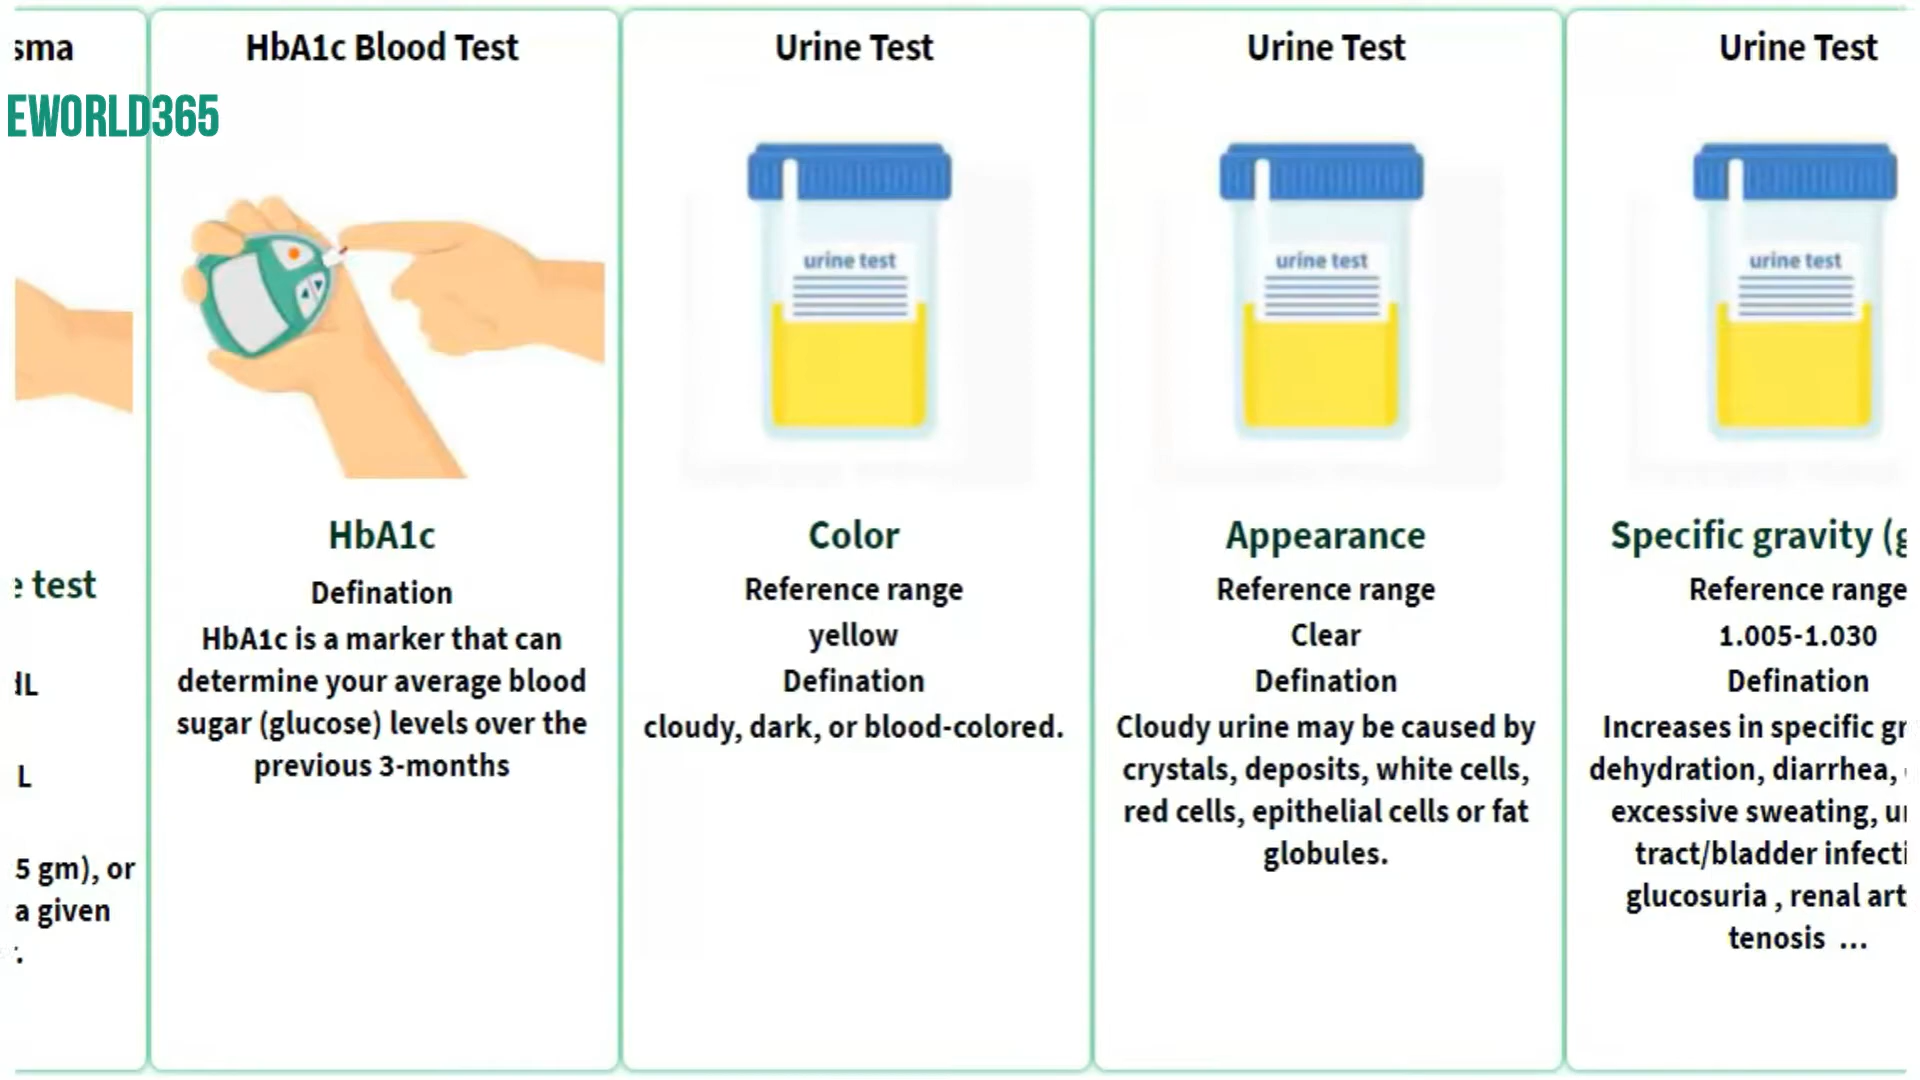 sma
EWORLD365
test
L
5 gm), or
a given
HbA1c Blood Test
HbA1c
Defination
HbA1c is a marker that can
determine your average blood
sugar (glucose) levels over the
previous 3-months
Urine Test
urine test
Color
Reference range
yellow
Defination
cloudy, dark, or blood-colored.
Urine Test
urine test
Appearance
Reference range
Clear
Defination
Cloudy urine may be caused by
crystals, deposits, white cells,
red cells, epithelial cells or fat
globules.
Urine Test
urine test
Specific gravity
Reference range
1.005-1.030
Defination
Increases in specific gr
dehydration, diarrhea,
excessive sweating, u
tract/bladder infecti
glucosuria , renal art
tenosis ...